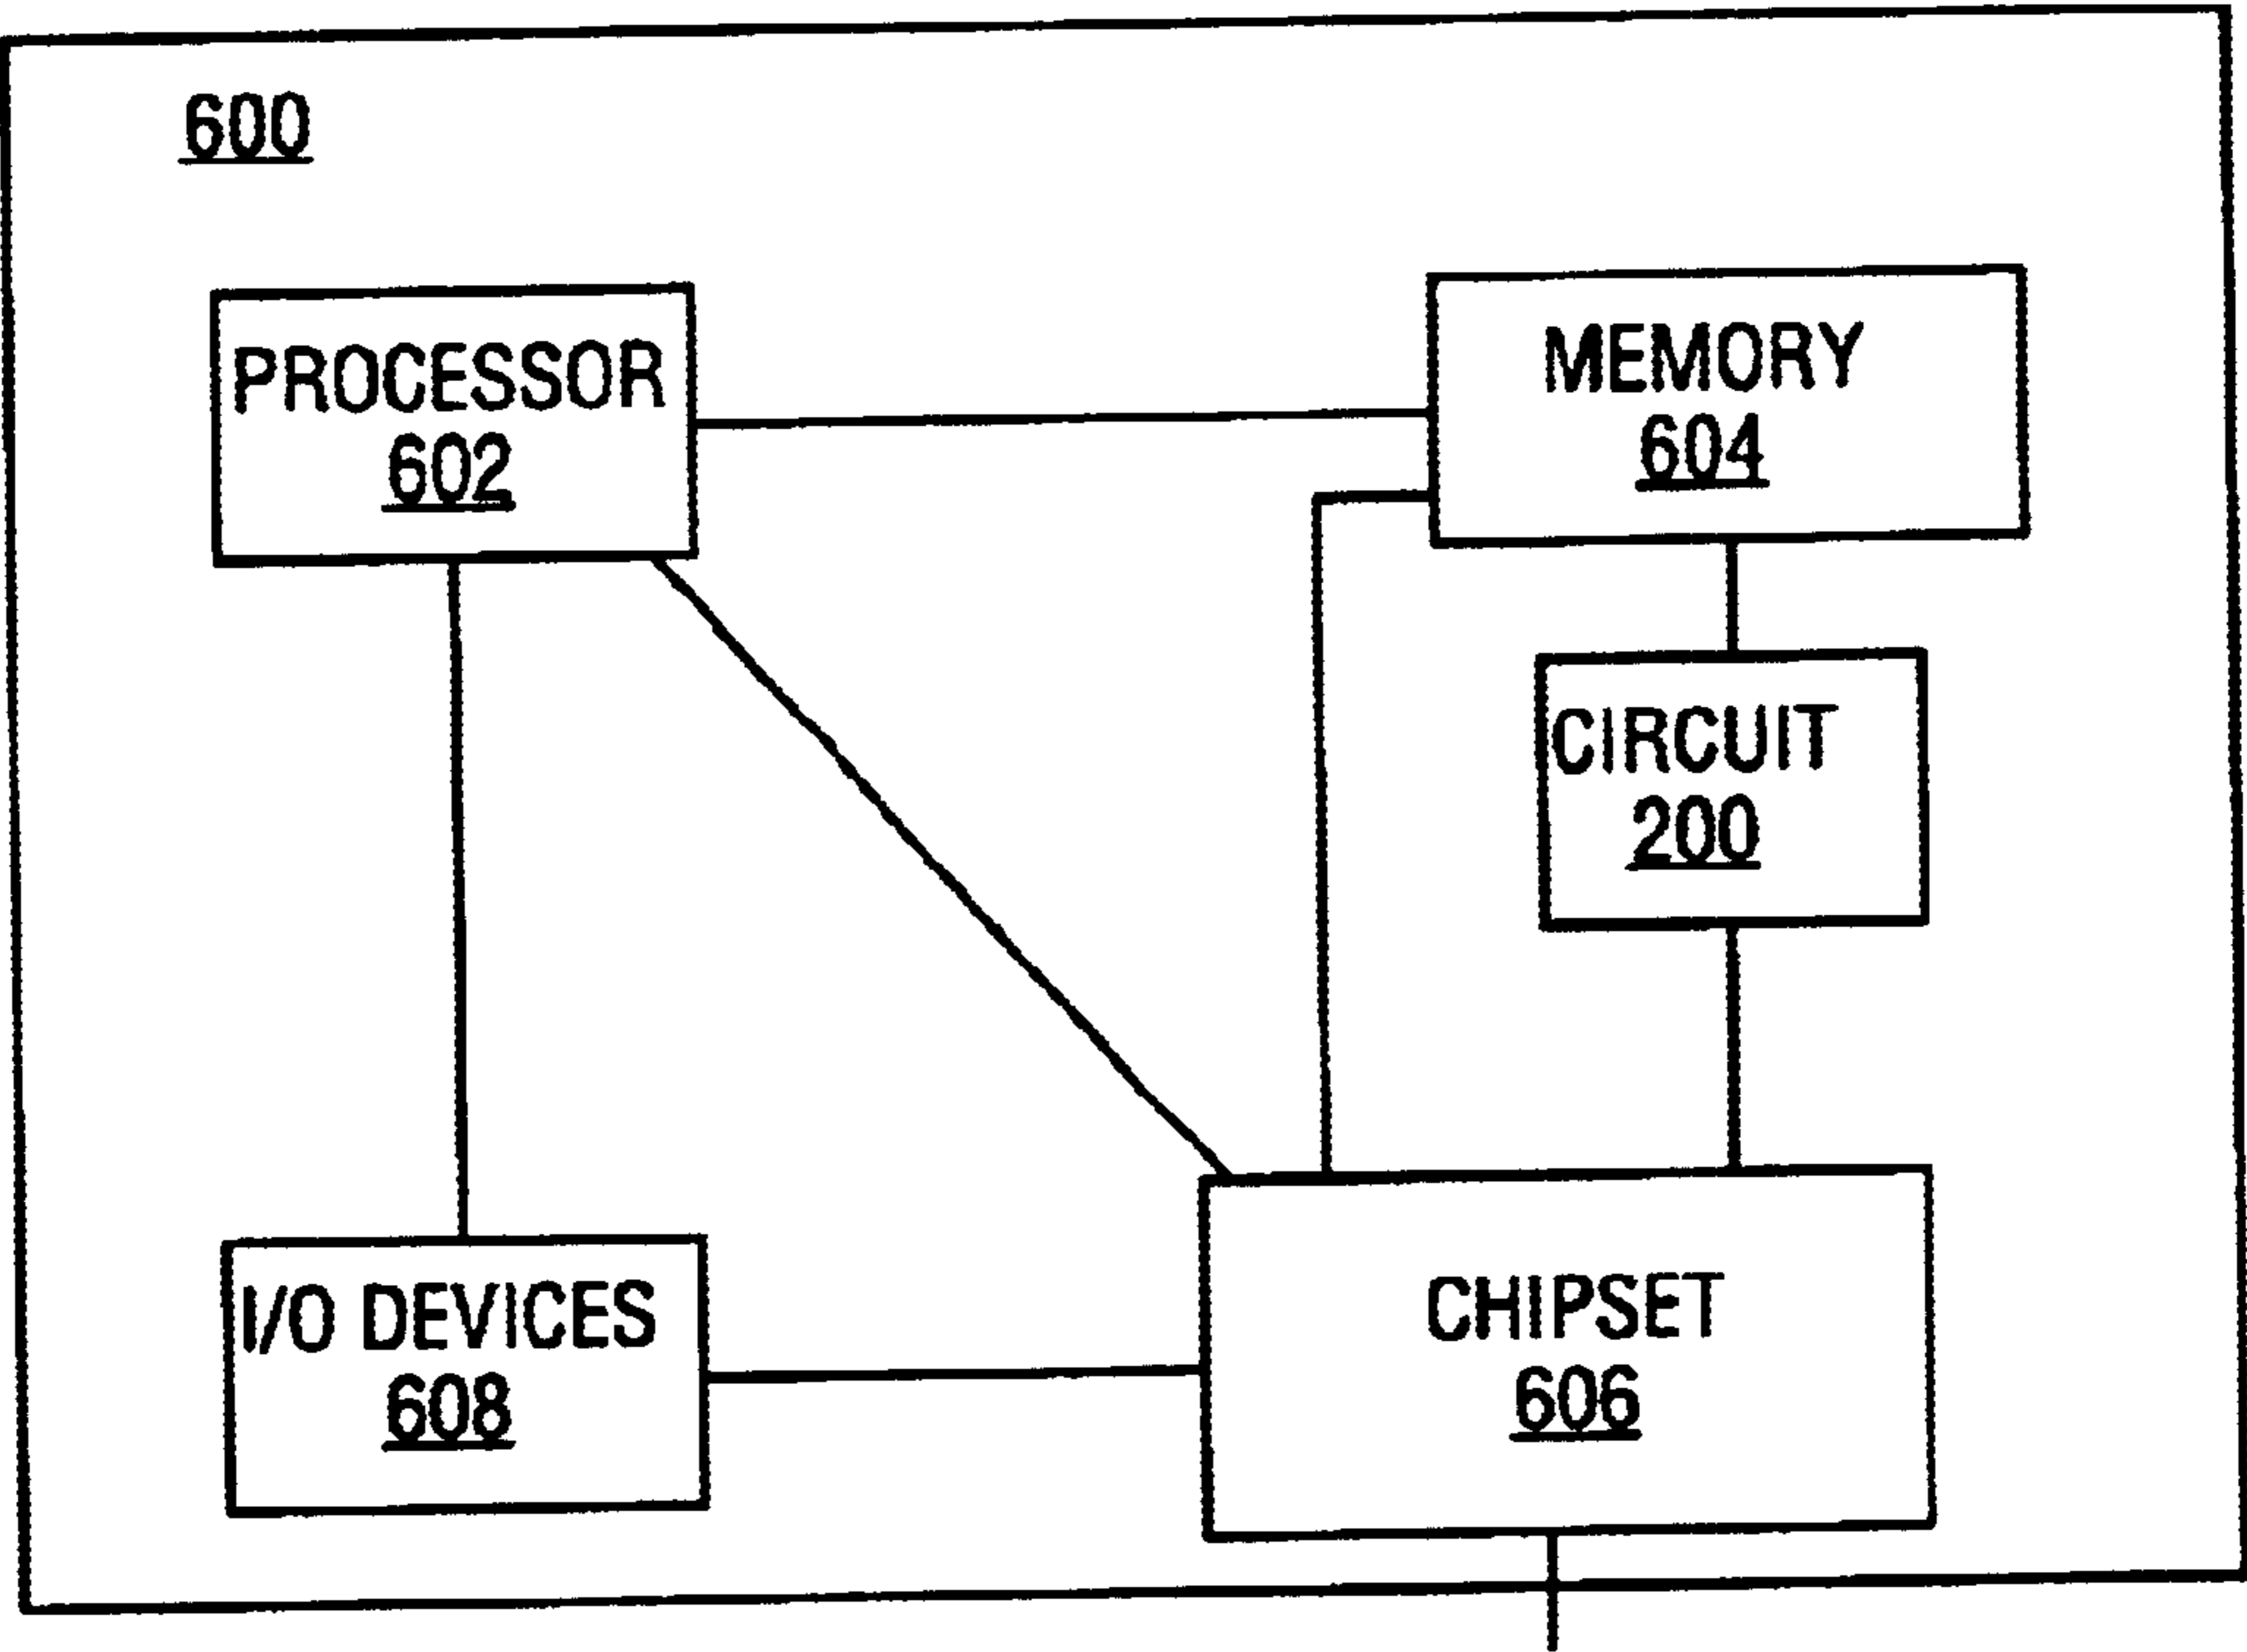 600
PROCESSOR
602
MEMORY
604
CIRCUIT
200
I/O DEVICES
608
CHIPSET
606